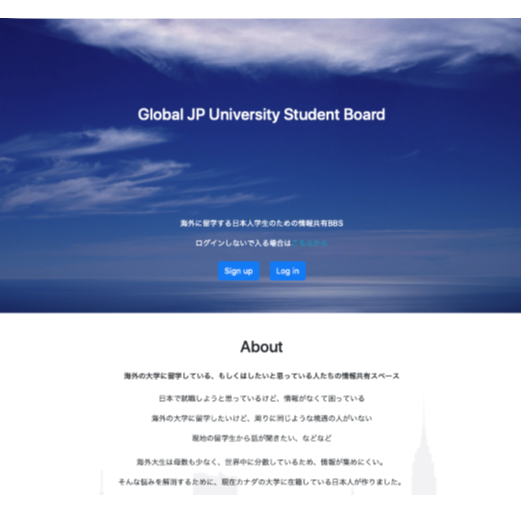 Global JP University Student Board
海外に留学する日本人学生のための情報共有BBS
ログインしないで入る場合はこちらから
Sign up
Log in
About
海外の大学に留学している、もしくはしたいと思っている人たちの情報共有スペース
日本で就職しようと思っているけど、情報がなくて困っている
海外の大学に留学したいけど、周りに同じような境遇の人がいない
現地の留学生から話が聞きたい、などなど
海外大生は母数も少なく、世界中に分散しているため、情報が集めにくい。
そんな悩みを解消するために、現在カナダの大学に在籍している日本人が作りました。